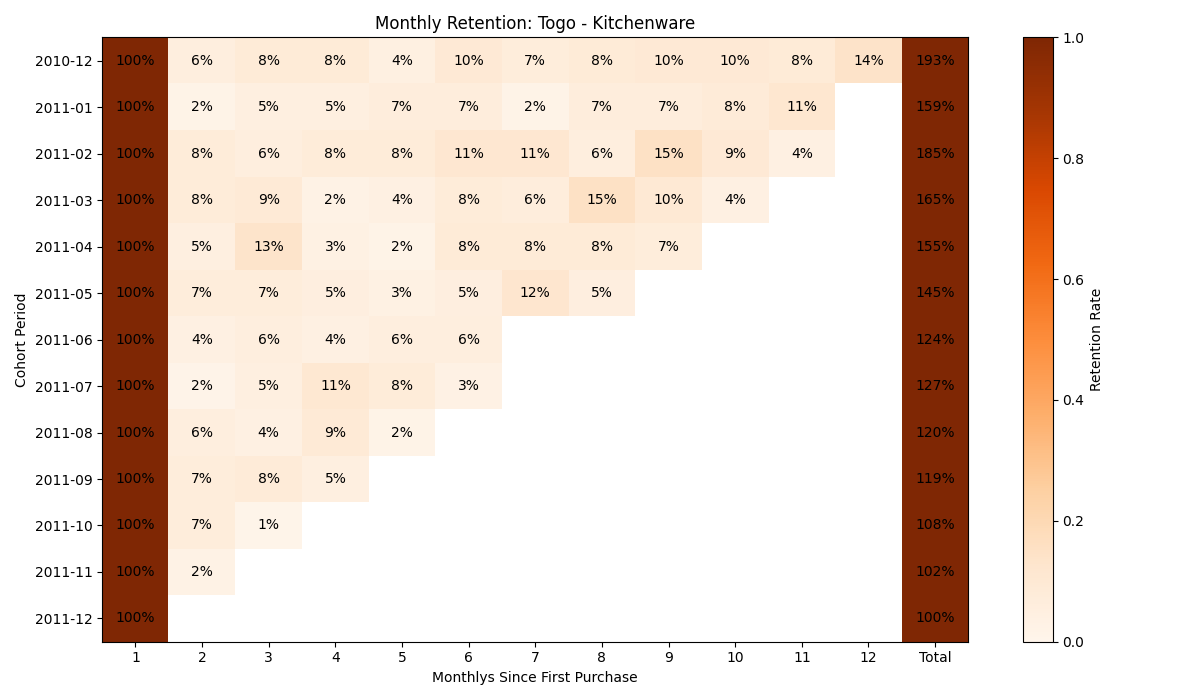 Monthly Retention: Togo - Kitchenware
2010-12 100% 6% 8% 8% 4% 10% 7% 8% 10% 10% 8% 14% 193%
2011-01 100% 2% 5% 5% 7% 7% 2% 7% 7% 8% 11% 159%
2011-02 100% 8% 6% 8% 8% 11% 11% 6% 15% 9% 4% 185%
2011-03 100% 8% 9% 2% 4% 8% 6% 15% 10% 4% 165%
2011-04 100% 5% 13% 3% 2% 8% 8% 8% 7% 155%
2011-05 100% 7% 7% 5% 3% 5% 12% 5% 145%
2011-06 100% 4% 6% 4% 6% 6% 124%
2011-07 100% 2% 5% 11% 8% 3% 127%
2011-08 100% 6% 4% 9% 2% 120%
2011-09 100% 7% 8% 5% 119%
2011-10 100% 7% 1% 108%
2011-11 100% 2% 102%
2011-12 100% 100%
1 2 3 4 5 6 7 8 9 10 11 12 Total
Monthlys Since First Purchase
Cohort Period
1.0
0.8
0.6
0.4
0.2
0.0
Retention Rate